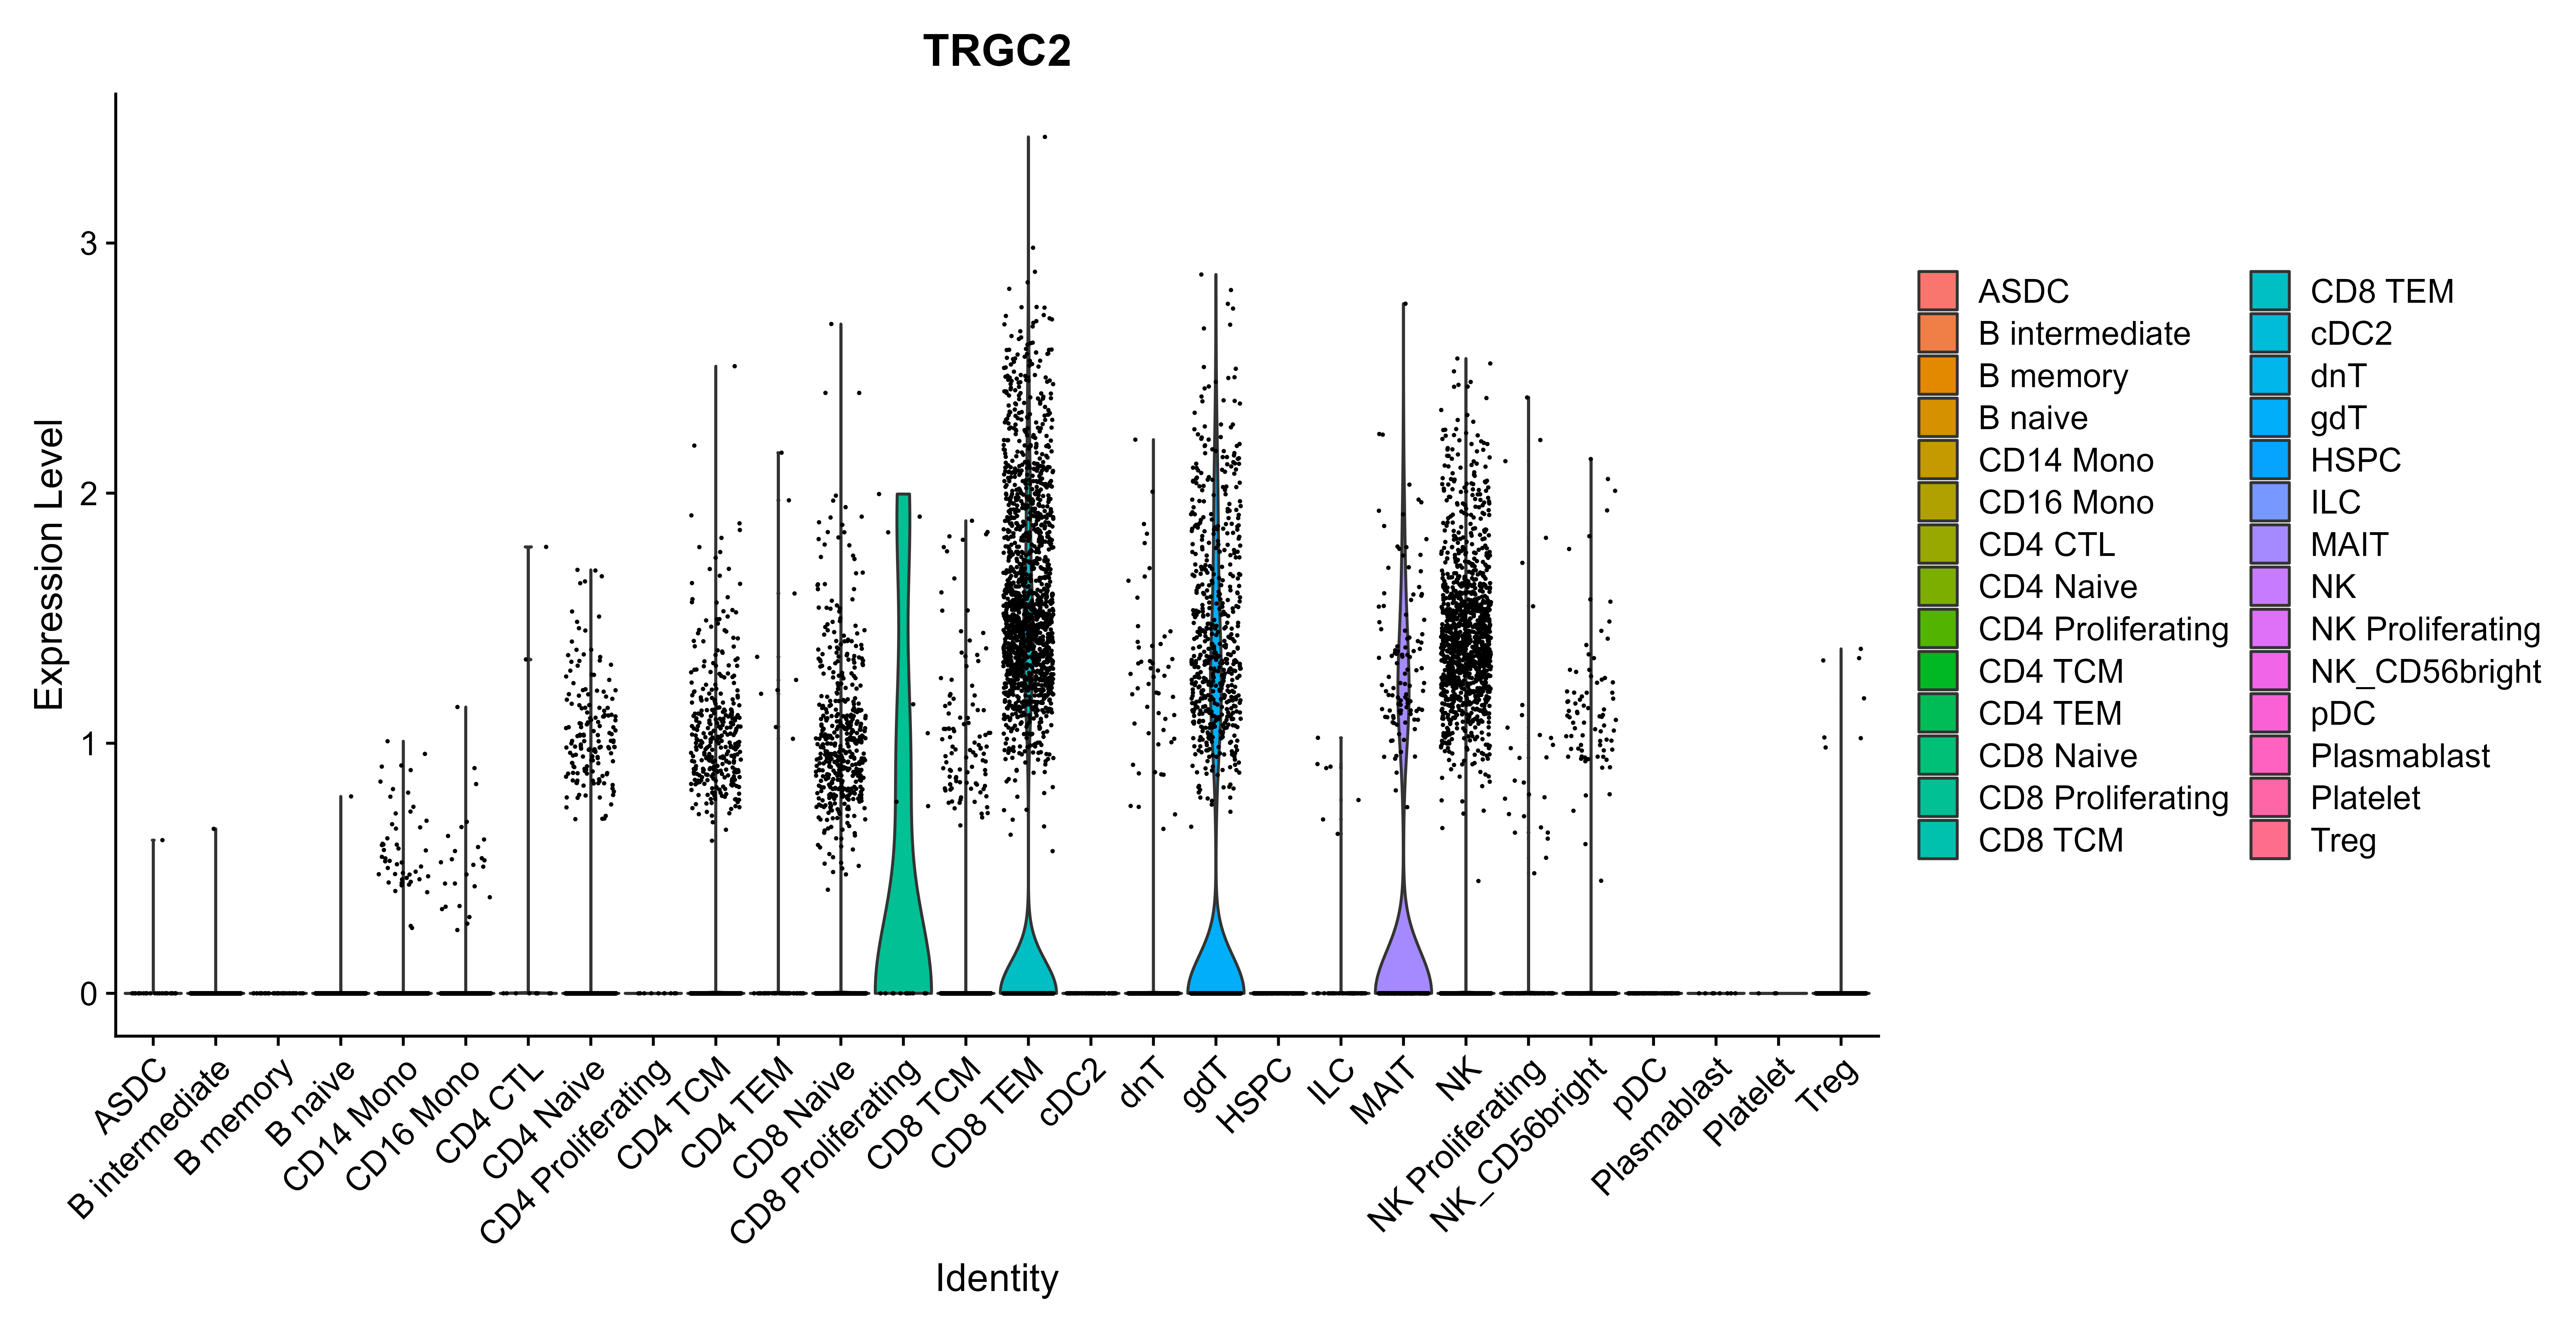 TRGC2
Expression Level
3
2
1
0
ASDC
B intermediate
B memory
B naive
CD14 Mono
CD16 Mono
CD4 CTL
CD4 Naive
CD4 Proliferating
CD4 TCM
CD4 TEM
CD8 Naive
CD8 Proliferating
CD8 TCM
CD8 TEM
cDC2
dnT
gdT
HSPC
ILC
MAIT
NK
NK Proliferating
NK_CD56bright
pDC
Plasmablast
Platelet
Treg
Identity
ASDC
B intermediate
B memory
B naive
CD14 Mono
CD16 Mono
CD4 CTL
CD4 Naive
CD4 Proliferating
CD4 TCM
CD4 TEM
CD8 Naive
CD8 Proliferating
CD8 TCM
CD8 TEM
cDC2
dnT
gdT
HSPC
ILC
MAIT
NK
NK Proliferating
NK_CD56bright
pDC
Plasmablast
Platelet
Treg